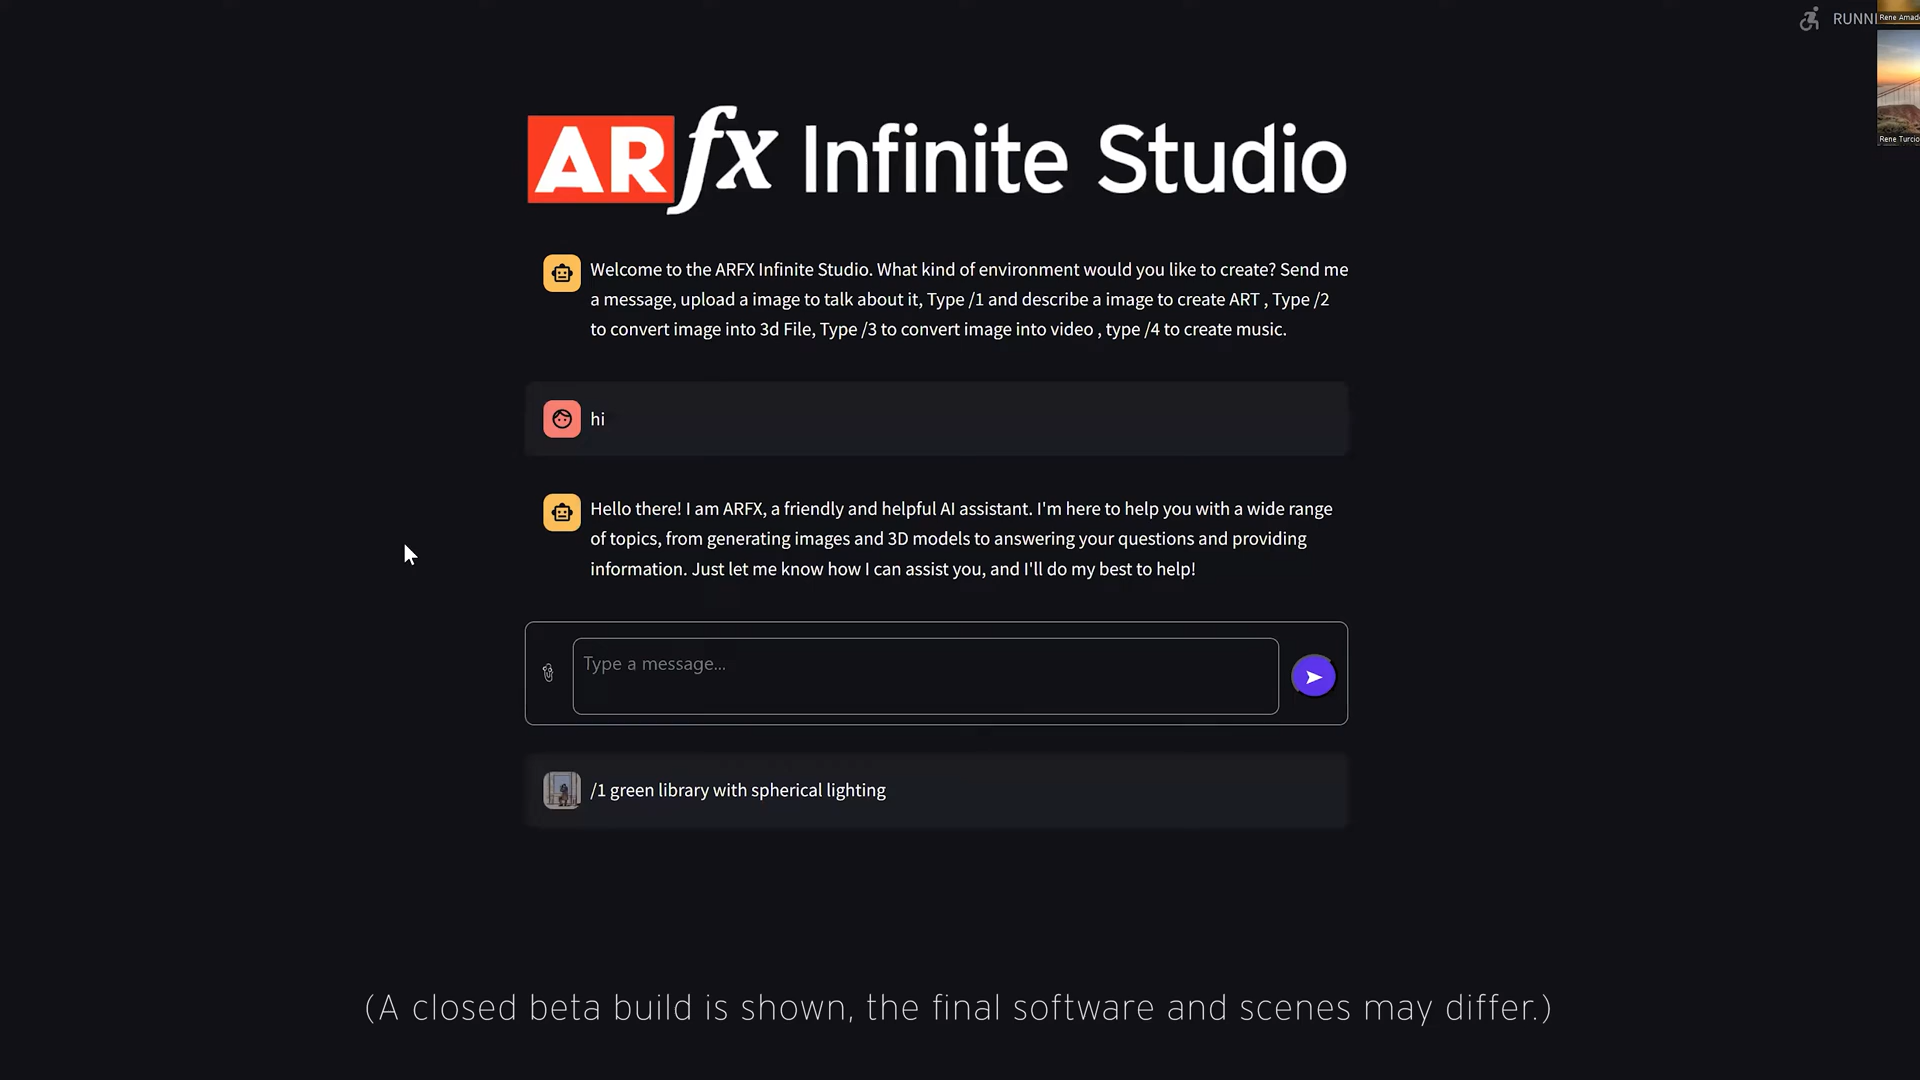 RUNNI
Rene Amad
Rene Turcio
ARfx Infinite Studio
Welcome to the ARFX Infinite Studio. What kind of environment would you like to create? Send me
a message, upload a image to talk about it, Type /1 and describe a image to create ART , Type /2
to convert image into 3d File, Type /3 to convert image into video , type /4 to create music.
hi
Hello there! I am ARFX, a friendly and helpful AI assistant. I'm here to help you with a wide range
of topics, from generating images and 3D models to answering your questions and providing
information. Just let me know how I can assist you, and I'll do my best to help!
Type a message...
/1 green library with spherical lighting
(A closed beta build is shown, the final software and scenes may differ.)